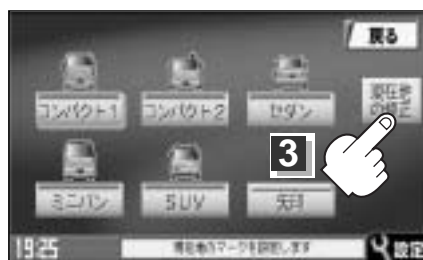 戻る
コンパクト1
コンパクト2
セダン
現在地
3
ミニバン
SUV
矢印
19:25
現在地のマークを設定します
設定